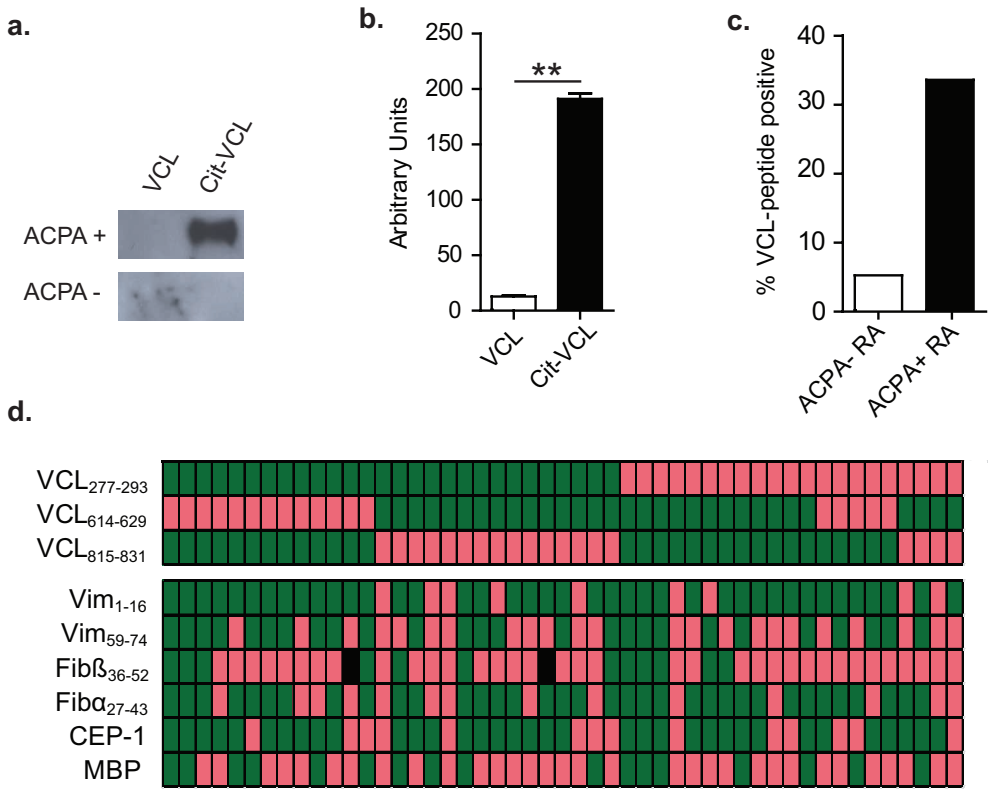 a.
VCL
Cit-VCL
ACPA +
ACPA -
b.
250
200
150
100
50
0
Arbitrary Units
**
VCL
Cit-VCL
c.
40
30
20
10
0
% VCL-peptide positive
ACPA- RA
ACPA+ RA
d.
VCL277-293
VCL614-629
VCL815-831
Vim1-16
Vim59-74
Fibß36-52
Fibα27-43
CEP-1
MBP